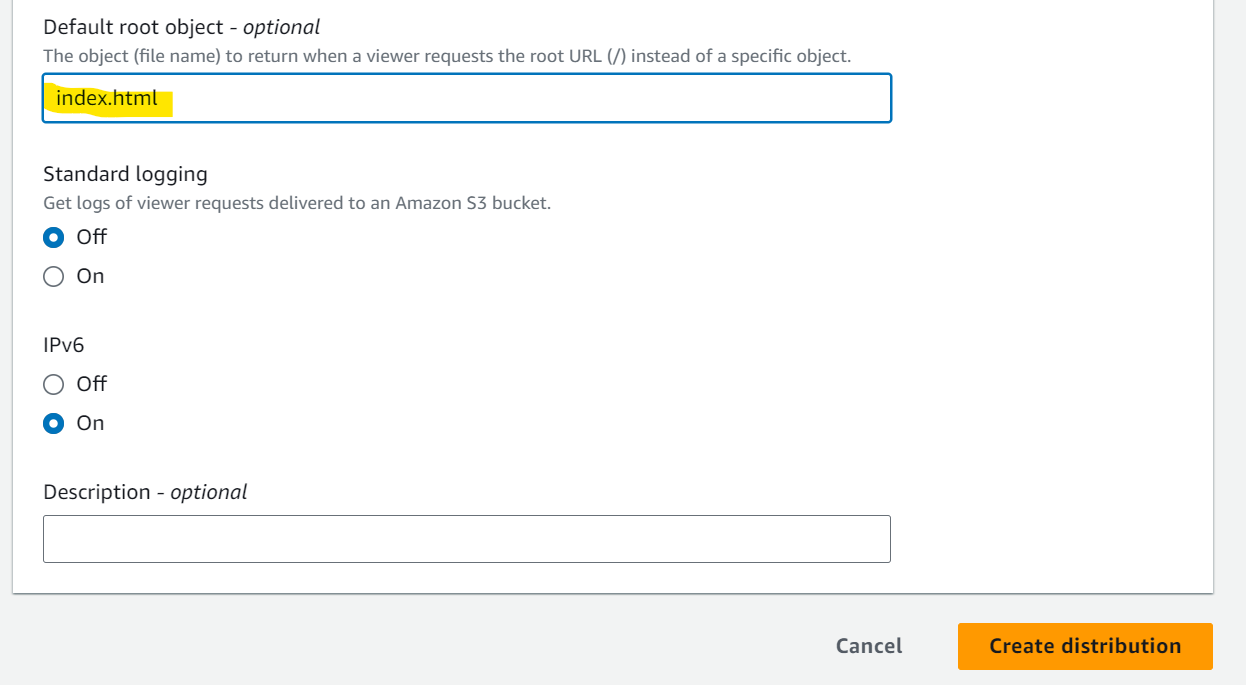 Default root object - optional
The object (file name) to return when a viewer requests the root URL (/) instead of a specific object.
index.html
Standard logging
Get logs of viewer requests delivered to an Amazon S3 bucket.
Off
On
IPv6
Off
On
Description - optional
Cancel
Create distribution